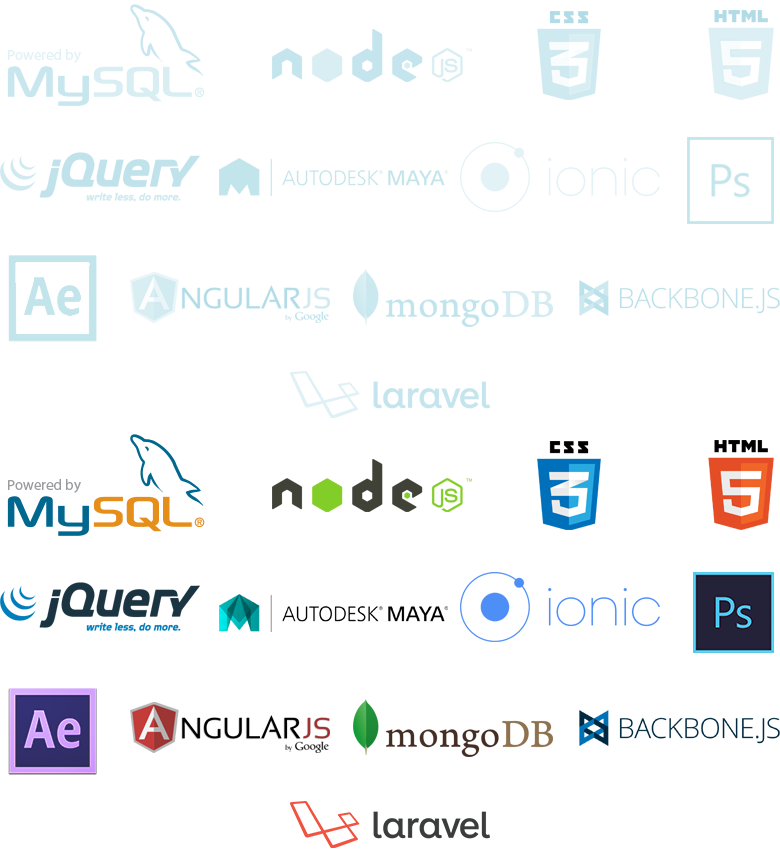 Powered by
MySQL®
node JS™
CSS
3
HTML
5
jQuery
write less, do more.
AUTODESK® MAYA®
ionic
Ps
Ae
ANGULARJS
by Google
mongoDB
BACKBONE.JS
laravel
Powered by
MySQL®
node JS™
CSS
3
HTML
5
jQuery
write less, do more.
AUTODESK® MAYA®
ionic
Ps
Ae
ANGULARJS
by Google
mongoDB
BACKBONE.JS
laravel